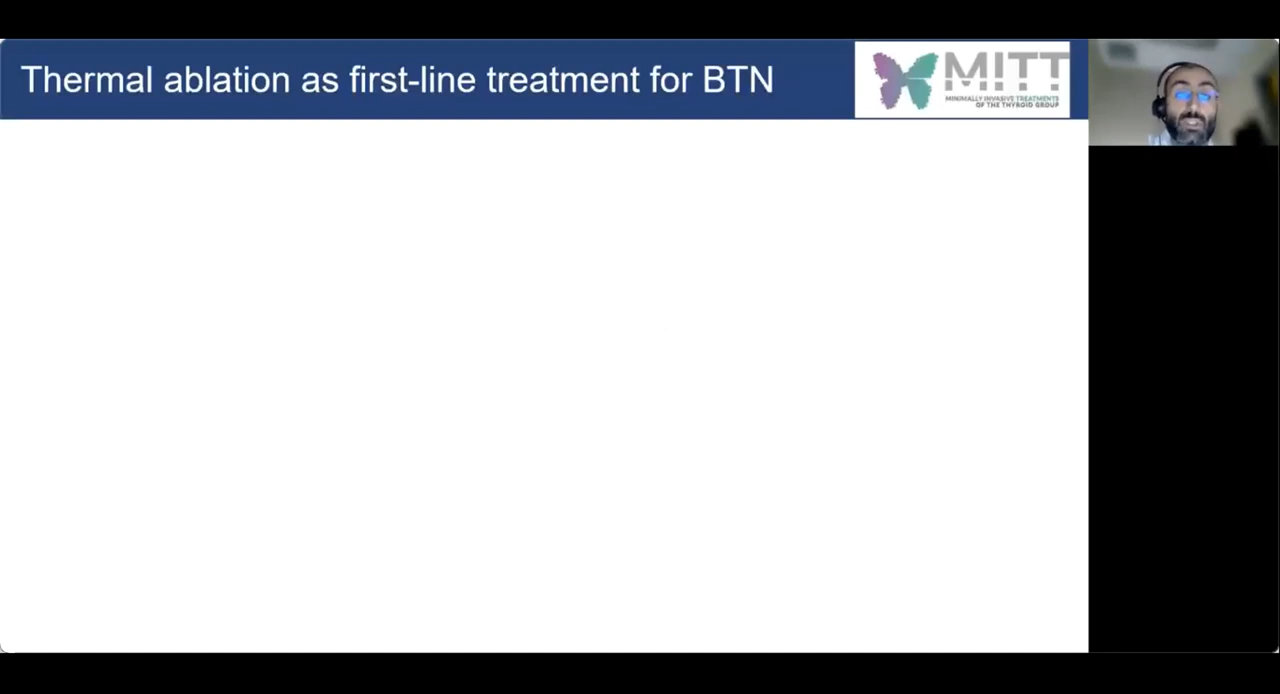 Thermal ablation as first-line treatment for BTN
MITT
MINIMALLY INVASIVE TREATMENTS
OF THE THYROID GROUP